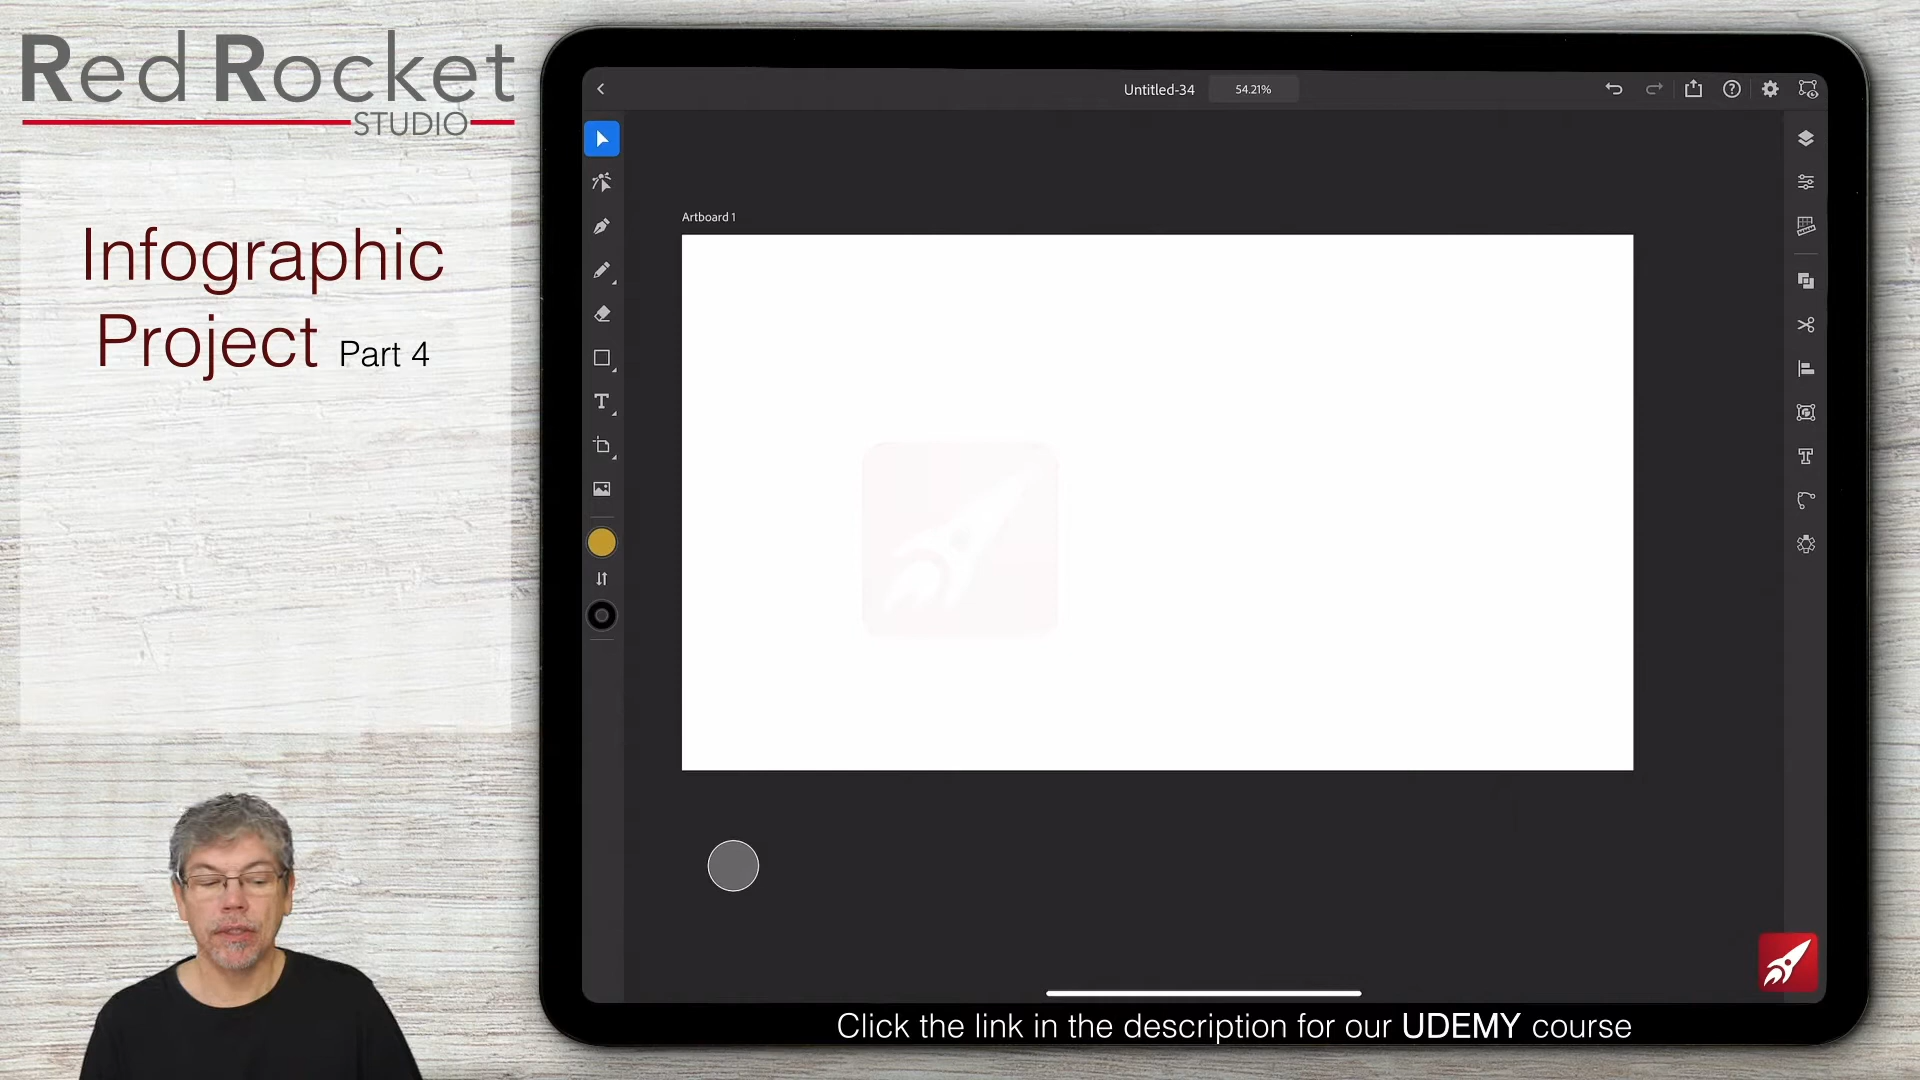 Red Rocket
STUDIO
Infographic
Project Part 4
Untitled-34
54.21%
Artboard 1
Click the link in the description for our UDEMY course